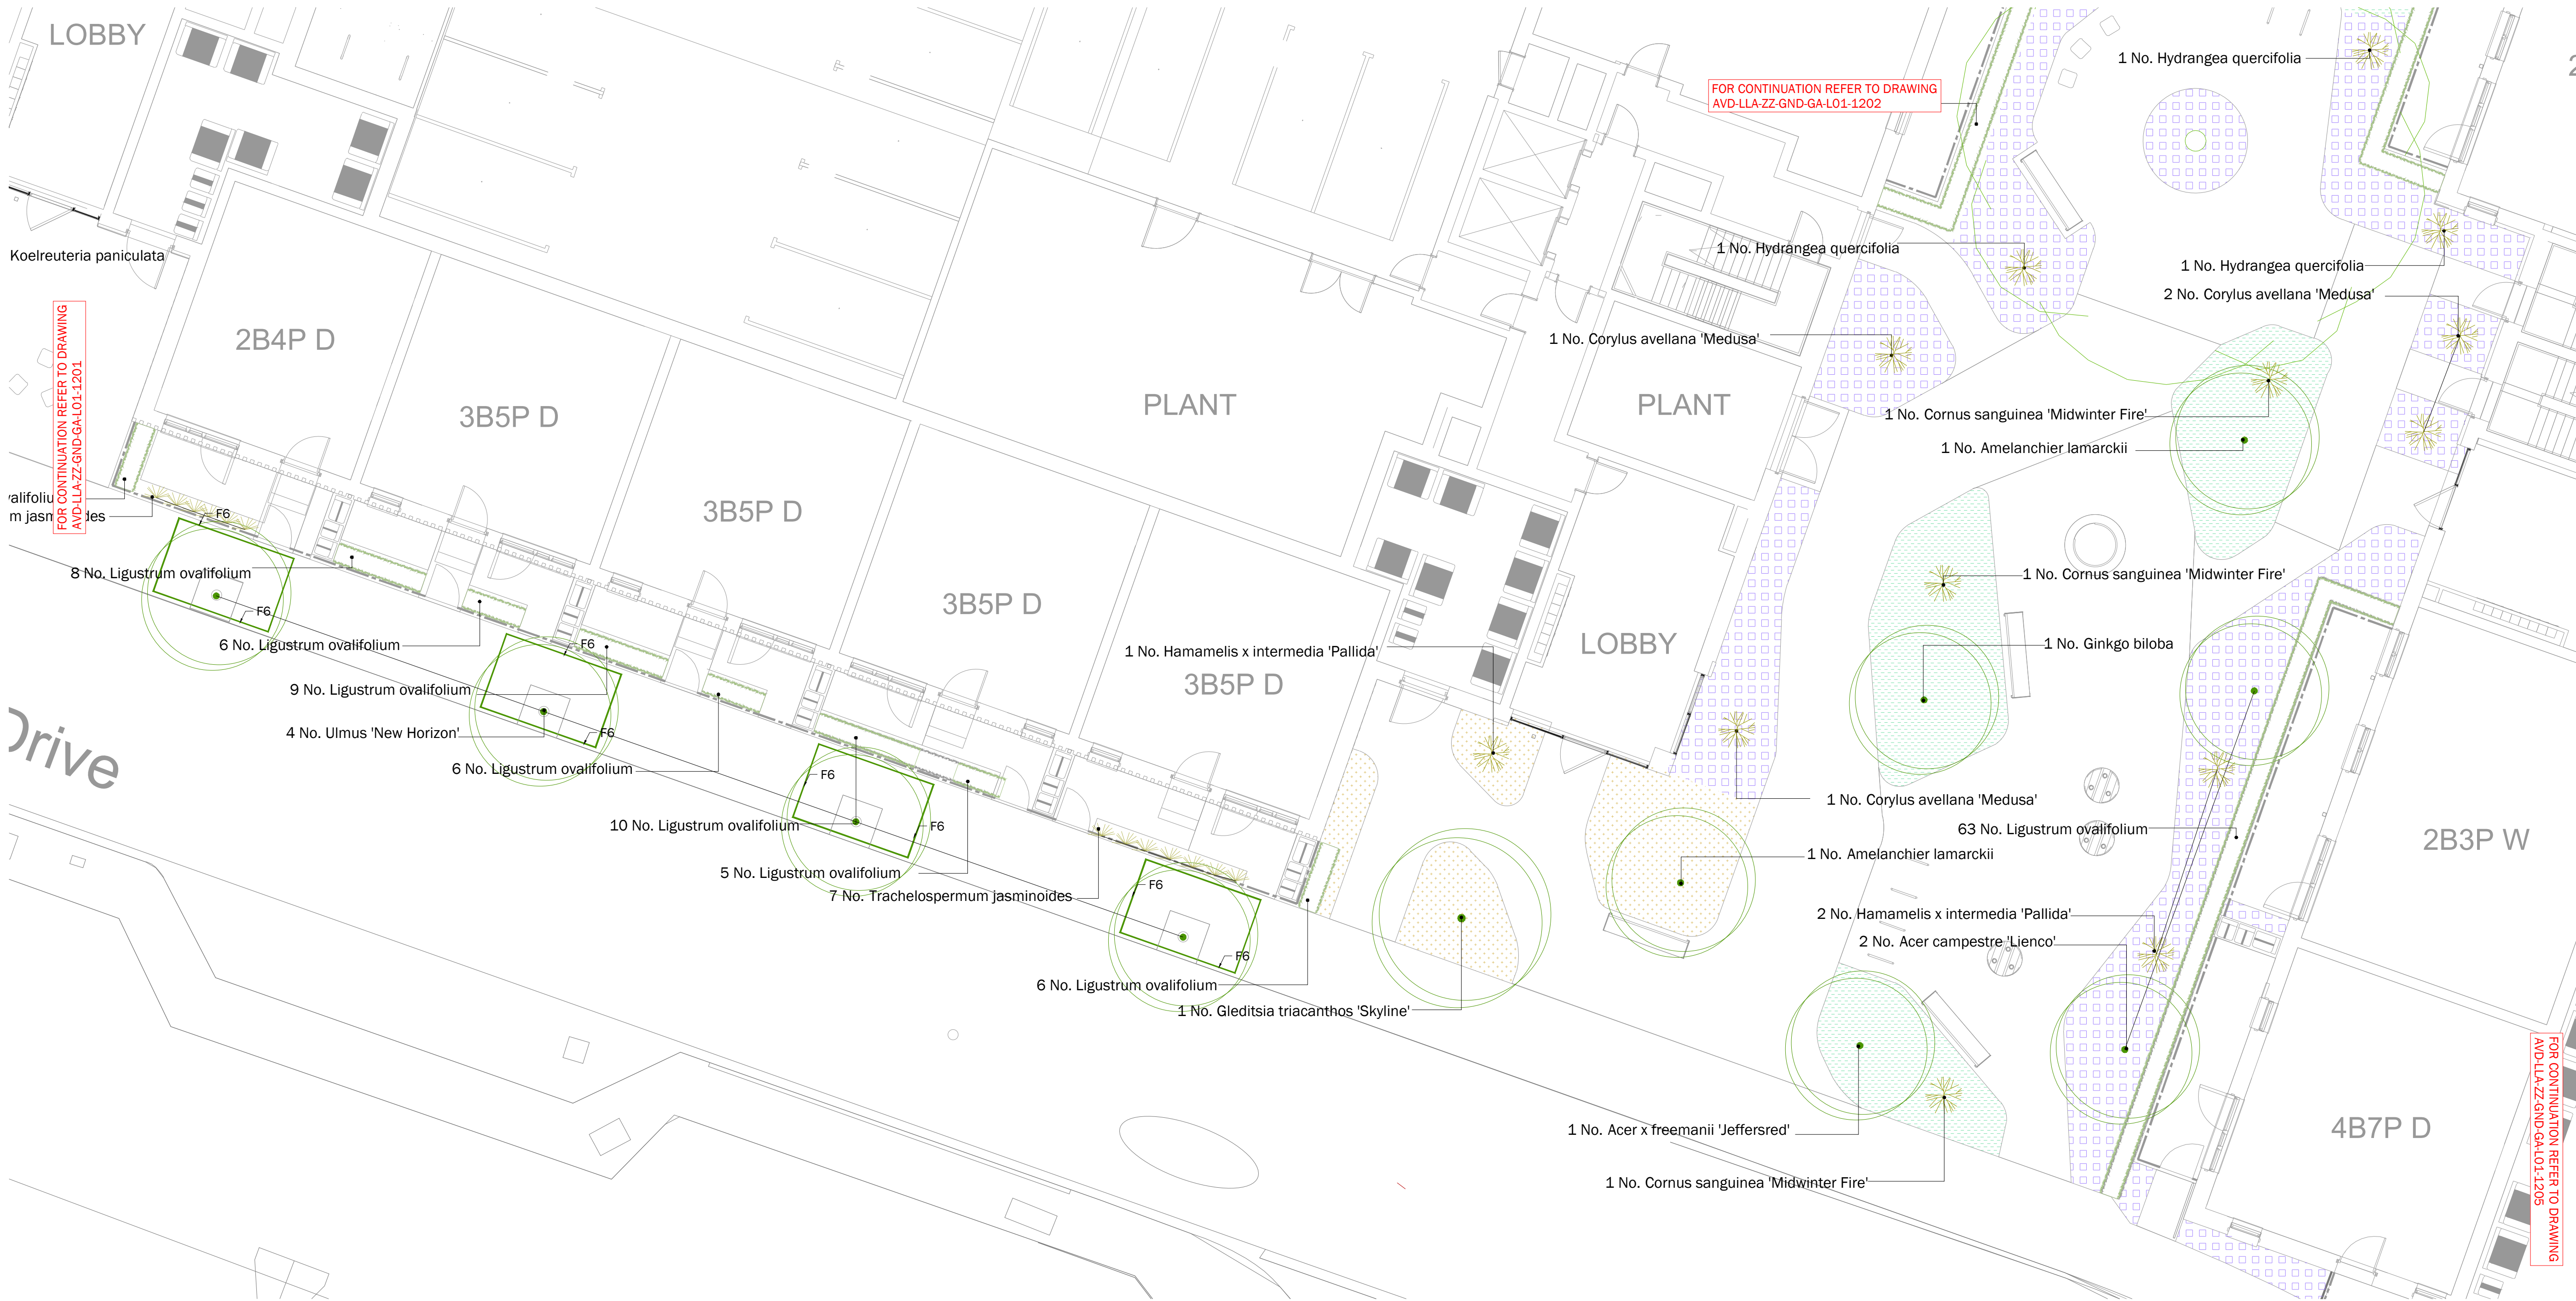 LOBBY
1 No. Hydrangea quercifolia
FOR CONTINUATION REFER TO DRAWING
AVD-LLA-ZZ-GND-GA-L01-1202
Koelreuteria paniculata
1 No. Hydrangea quercifolia
1 No. Hydrangea quercifolia
2 No. Corylus avellana 'Medusa'
FOR CONTINUATION REFER TO DRAWING
AVD-LLA-ZZ-GND-GA-L01-1201
2B4P D
1 No. Corylus avellana 'Medusa'
3B5P D
PLANT
PLANT
1 No. Cornus sanguinea 'Midwinter Fire'
1 No. Amelanchier lamarckii
3B5P D
F6
8 No. Ligustrum ovalifolium
1 No. Cornus sanguinea 'Midwinter Fire'
3B5P D
F6
6 No. Ligustrum ovalifolium
F6
1 No. Hamamelis x intermedia 'Pallida'
LOBBY
1 No. Ginkgo biloba
3B5P D
9 No. Ligustrum ovalifolium
4 No. Ulmus 'New Horizon'
F6
Drive
6 No. Ligustrum ovalifolium
F6
1 No. Corylus avellana 'Medusa'
10 No. Ligustrum ovalifolium
F6
63 No. Ligustrum ovalifolium
2B3P W
1 No. Amelanchier lamarckii
5 No. Ligustrum ovalifolium
F6
7 No. Trachelospermum jasminoides
2 No. Hamamelis x intermedia 'Pallida'
2 No. Acer campestre 'Lienco'
F6
6 No. Ligustrum ovalifolium
1 No. Gleditsia triacanthos 'Skyline'
1 No. Acer x freemanii 'Jeffersred'
4B7P D
FOR CONTINUATION REFER TO DRAWING
AVD-LLA-ZZ-GND-GA-L01-1205
1 No. Cornus sanguinea 'Midwinter Fire'